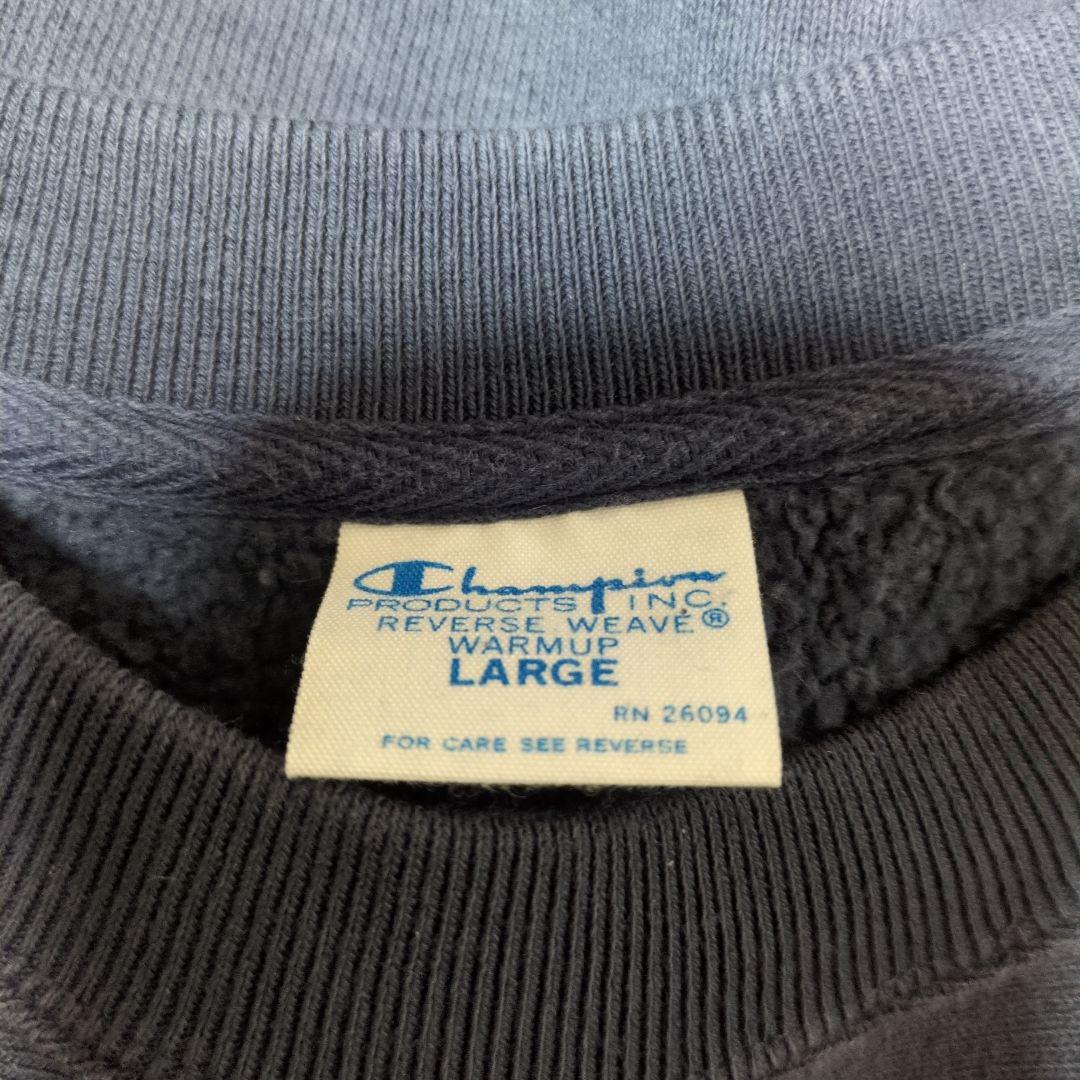 Champion
PRODUCTS, INC.
REVERSE WEAVE®
WARMUP
LARGE
RN 26094
FOR CARE SEE REVERSE